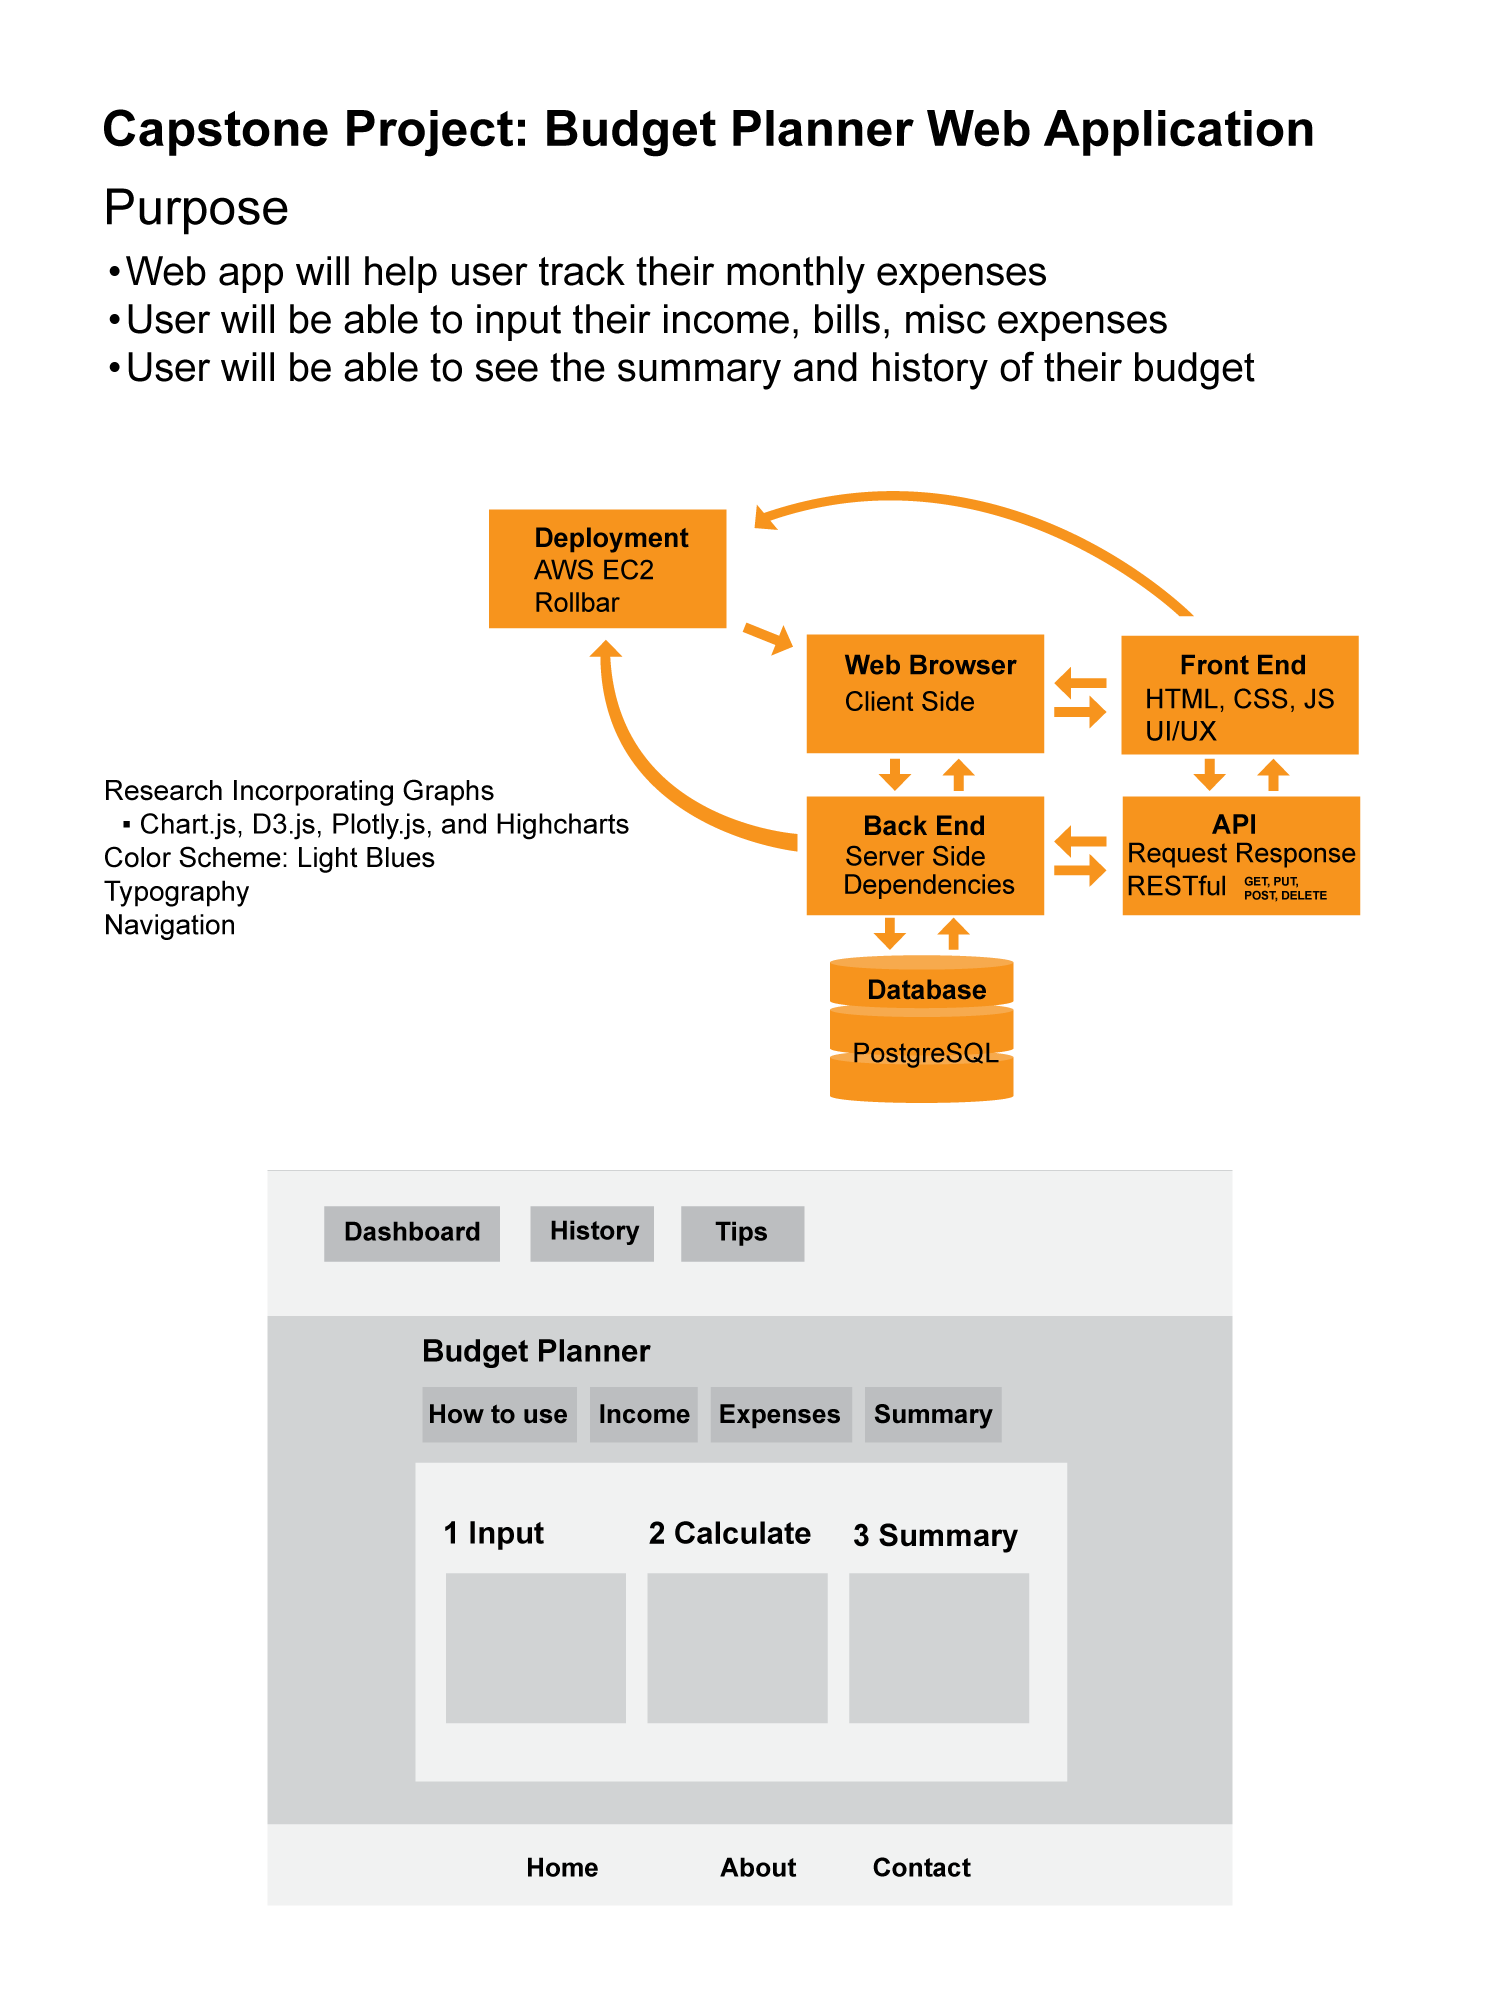 Capstone Project: Budget Planner Web Application
Purpose
•Web app will help user track their monthly expenses
•User will be able to input their income, bills, misc expenses
•User will be able to see the summary and history of their budget
Deployment
AWS EC2
Rollbar
Web Browser
Client Side
Front End
HTML, CSS, JS
UI/UX
Research Incorporating Graphs
▪ Chart.js, D3.js, Plotly.js, and Highcharts
Color Scheme: Light Blues
Typography
Navigation
Back End
Server Side
Dependencies
API
Request Response
RESTful
GET, PUT,
POST, DELETE
Database
PostgreSQL
Dashboard
History
Tips
Budget Planner
How to use
Income
Expenses
Summary
1 Input
2 Calculate
3 Summary
Home
About
Contact